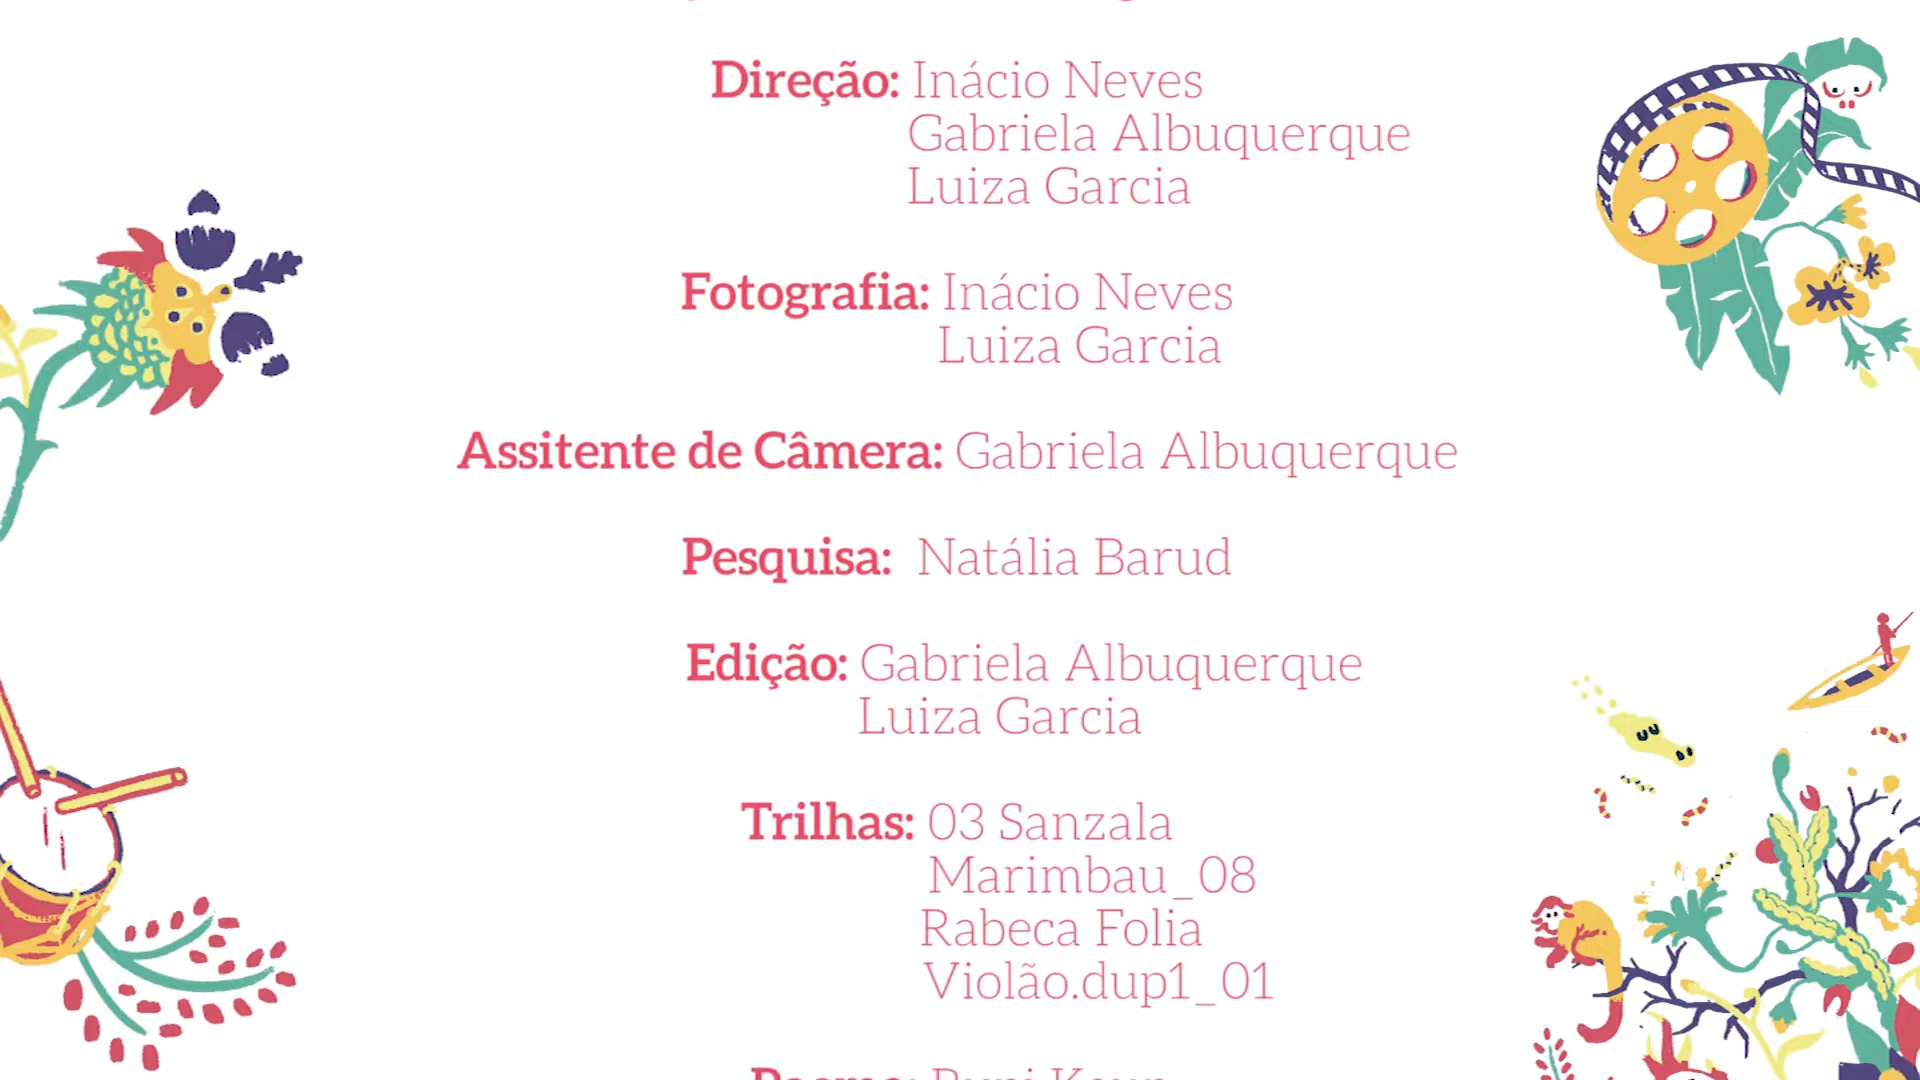 Direção: Inácio Neves
Gabriela Albuquerque
Luiza Garcia
Fotografia: Inácio Neves
Luiza Garcia
Assitente de Câmera: Gabriela Albuquerque
Pesquisa: Natália Barud
Edição: Gabriela Albuquerque
Luiza Garcia
Trilhas: 03 Sanzala
Marimbau_08
Rabeca Folia
Violão.dup1_01